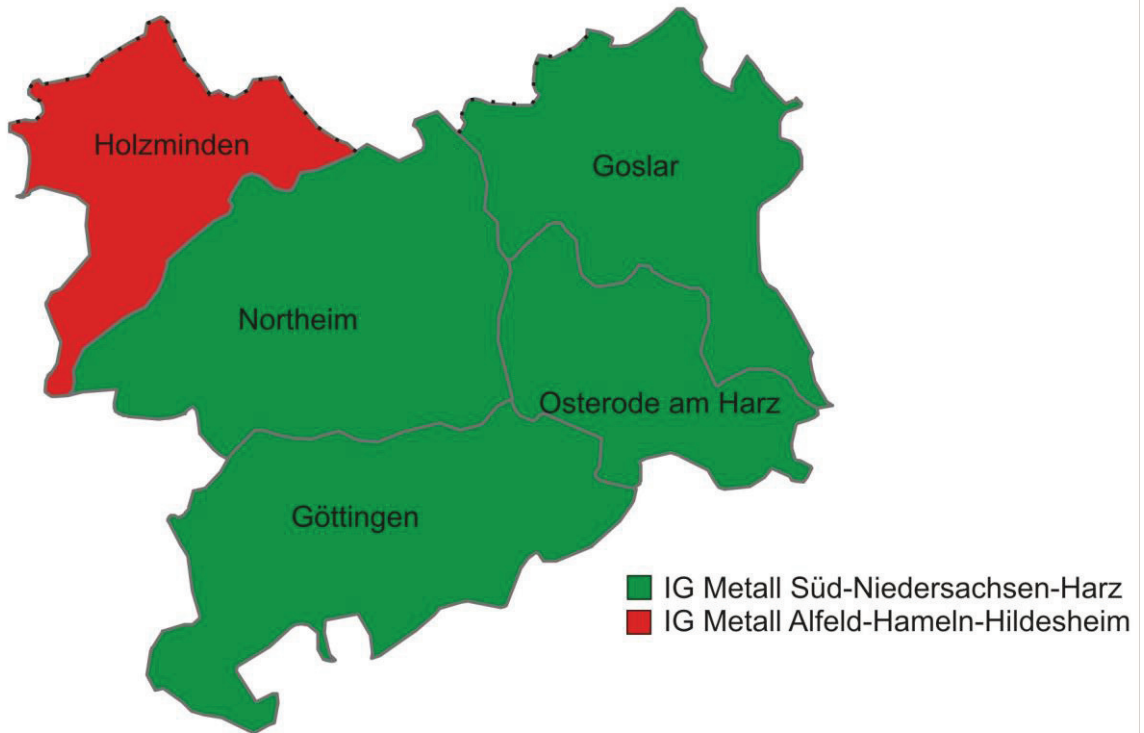 Holzminden
Goslar
Northeim
Osterode am Harz
Göttingen
IG Metall Süd-Niedersachsen-Harz
IG Metall Alfeld-Hameln-Hildesheim